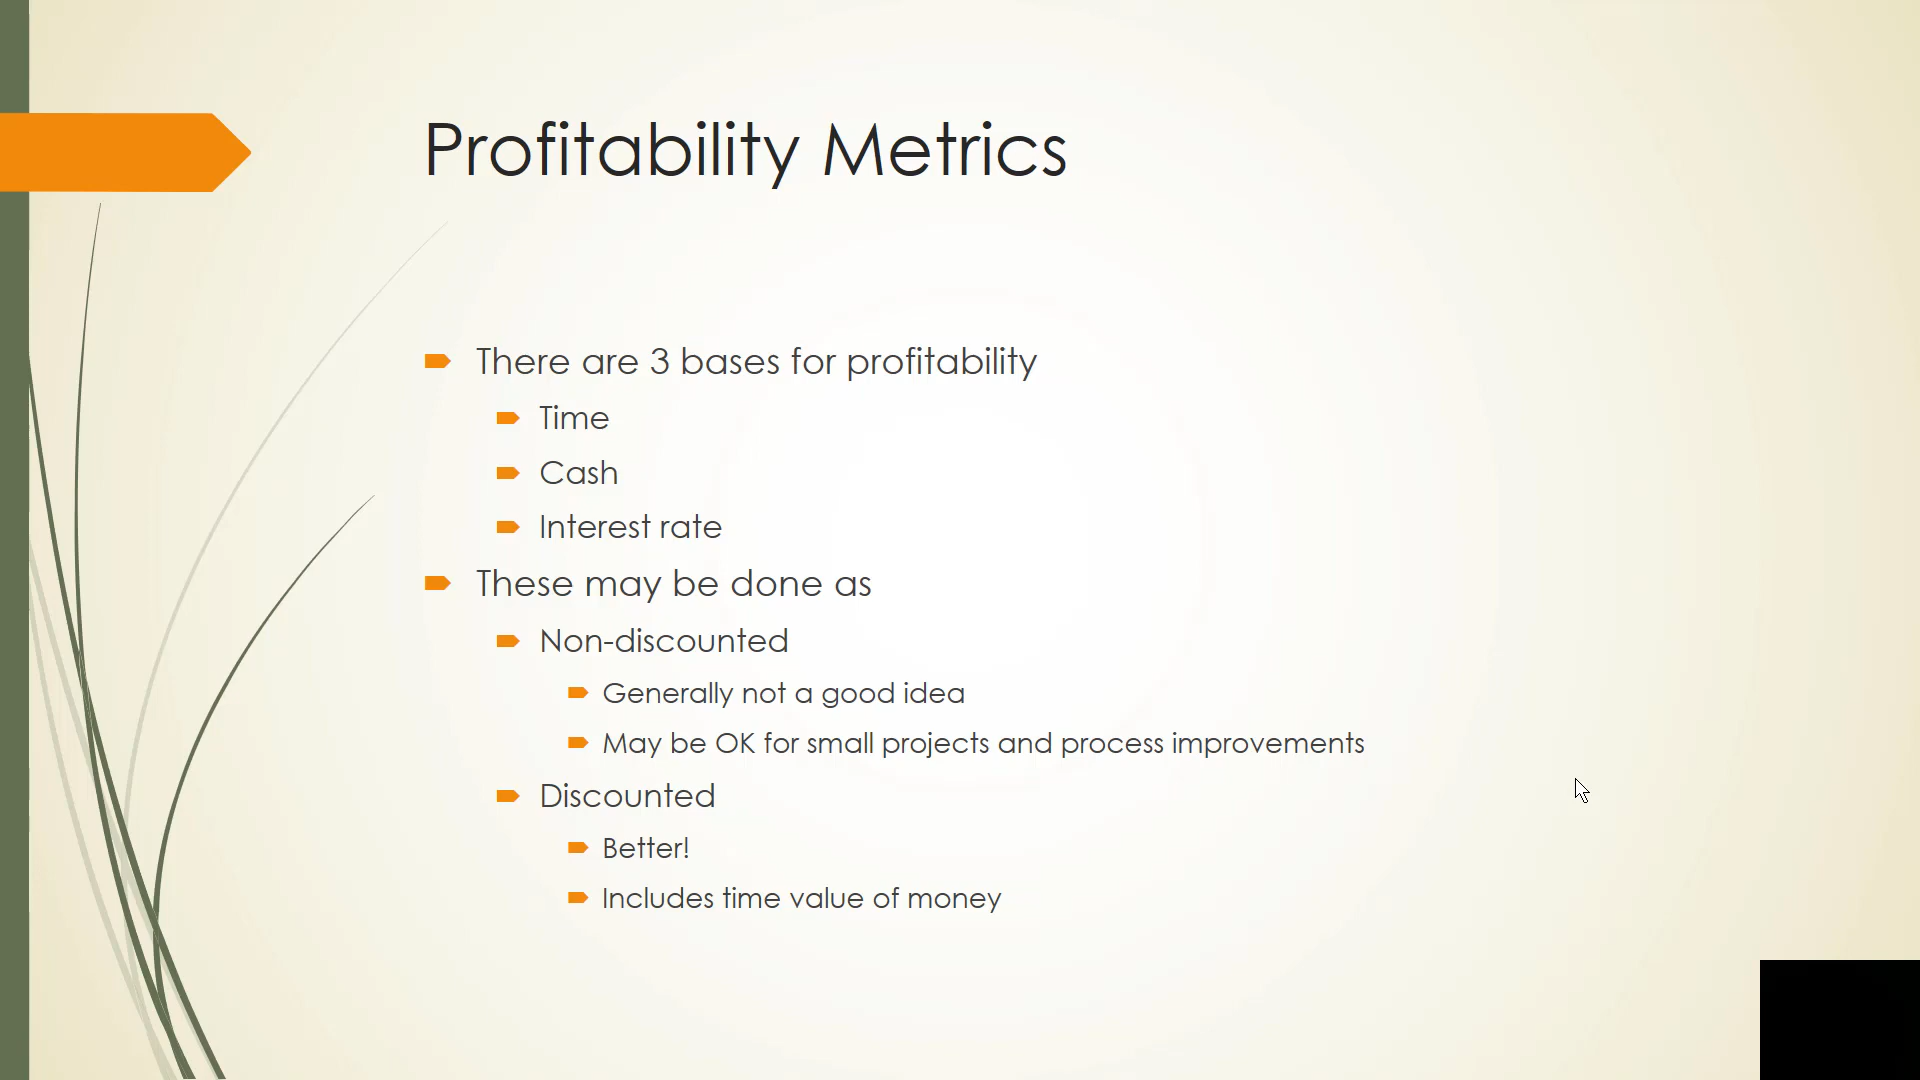 Profitability Metrics
There are 3 bases for profitability
Time
Cash
Interest rate
These may be done as
Non-discounted
Generally not a good idea
May be OK for small projects and process improvements
Discounted
Better!
Includes time value of money